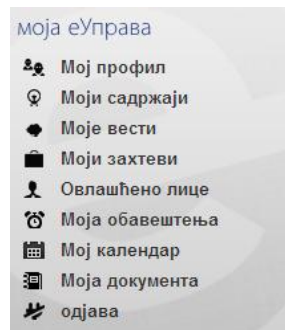 моја еУправа
Мој профил
Моји садржаји
Моје вести
Моји захтеви
Овлашћено лице
Моја обавештења
Мој календар
Моја документа
одјава